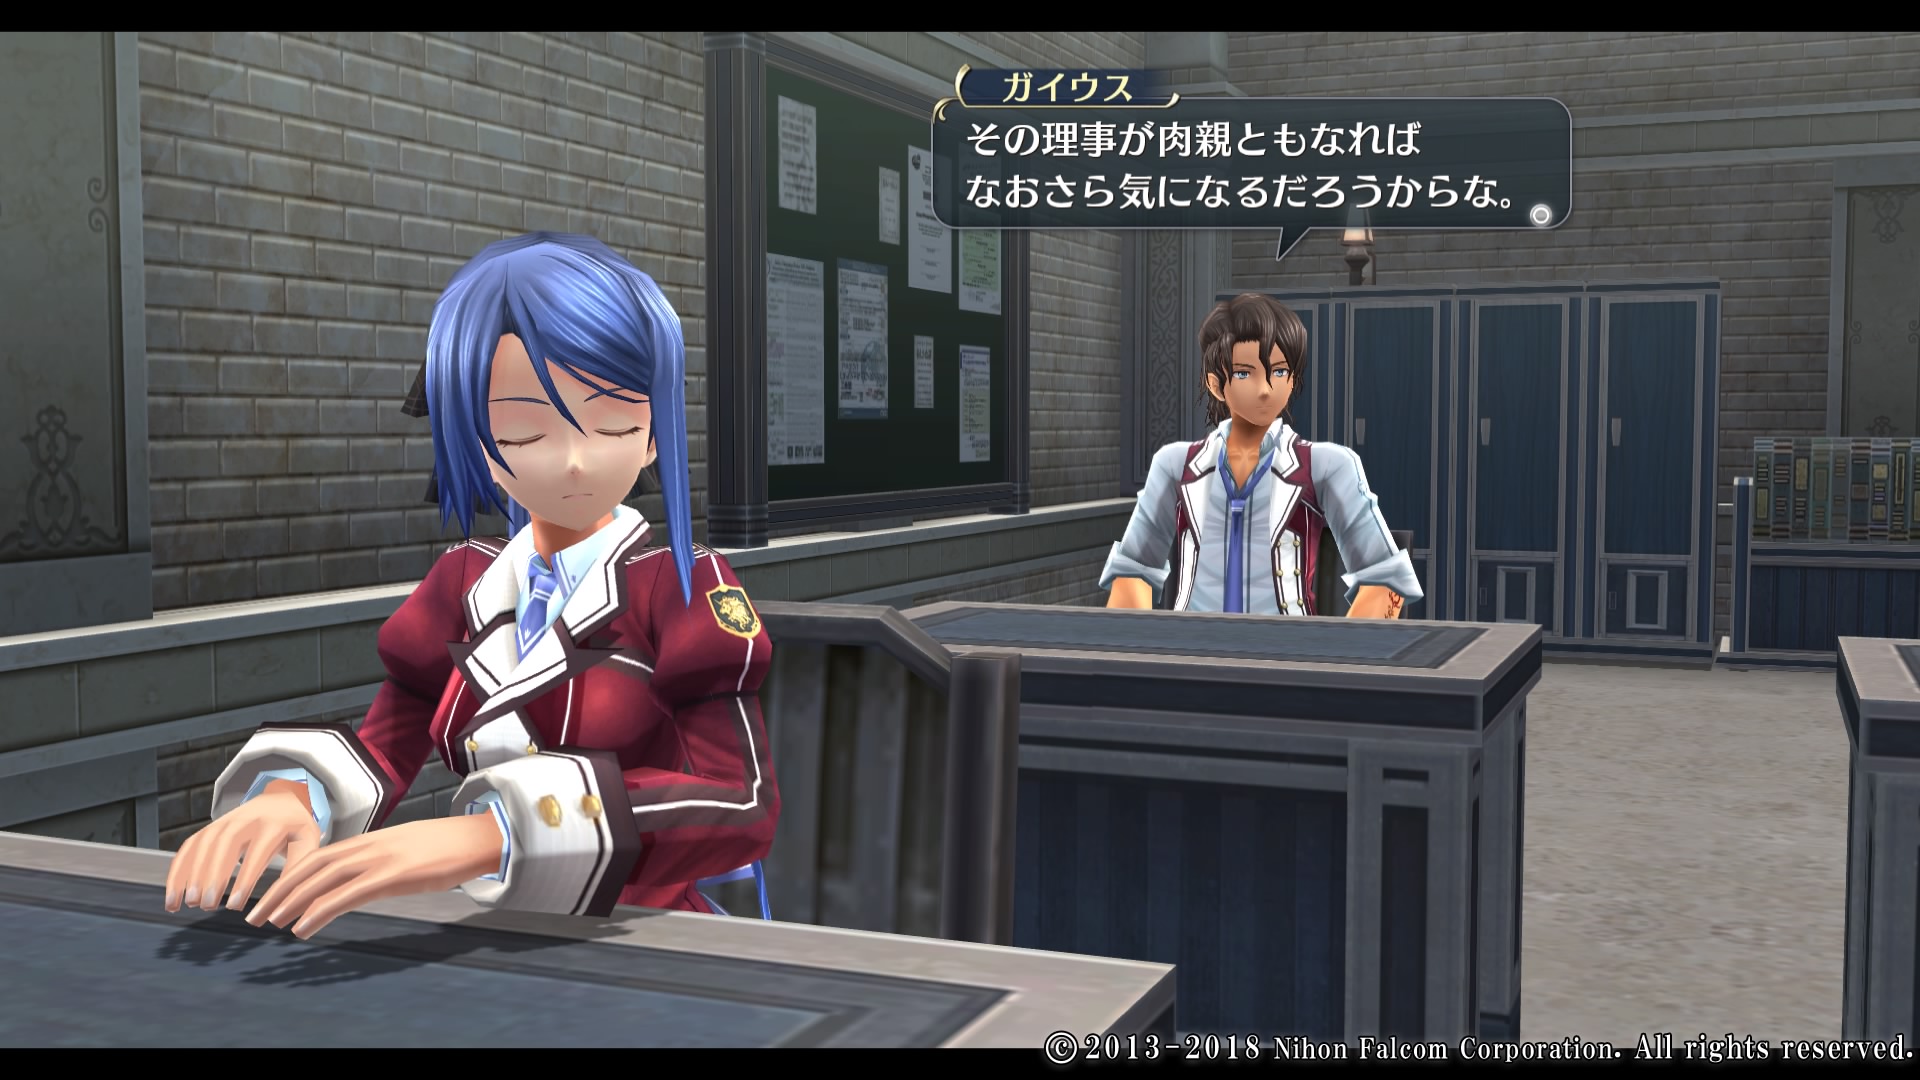 ガイウス
その理事が肉親ともなれば
なおさら気になるだろうからな。
©2013-2018 Nihon Falcom Corporation. All rights reserved.